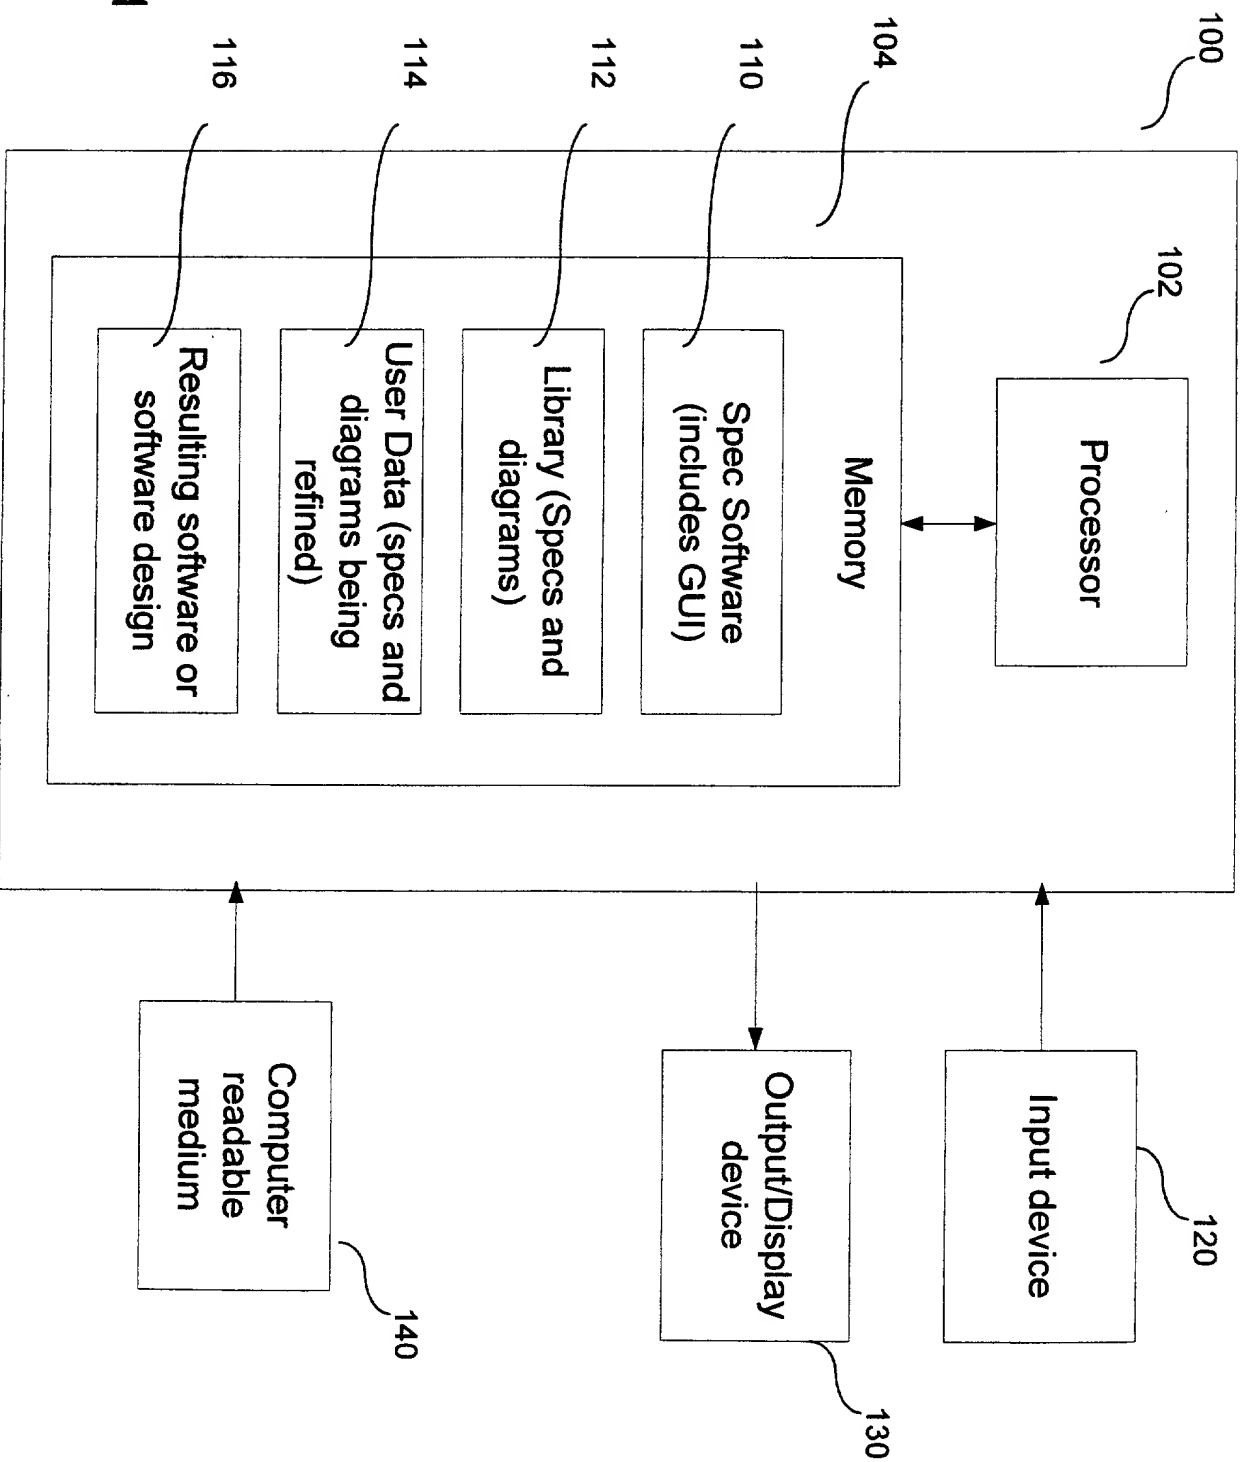 100
102
Processor
104
Memory
110
Spec Software
(includes GUI)
112
Library (Specs and
diagrams)
114
User Data (specs and
diagrams being
refined)
116
Resulting software or
software design
Input device
120
Output/Display
device
130
Computer
readable
medium
140